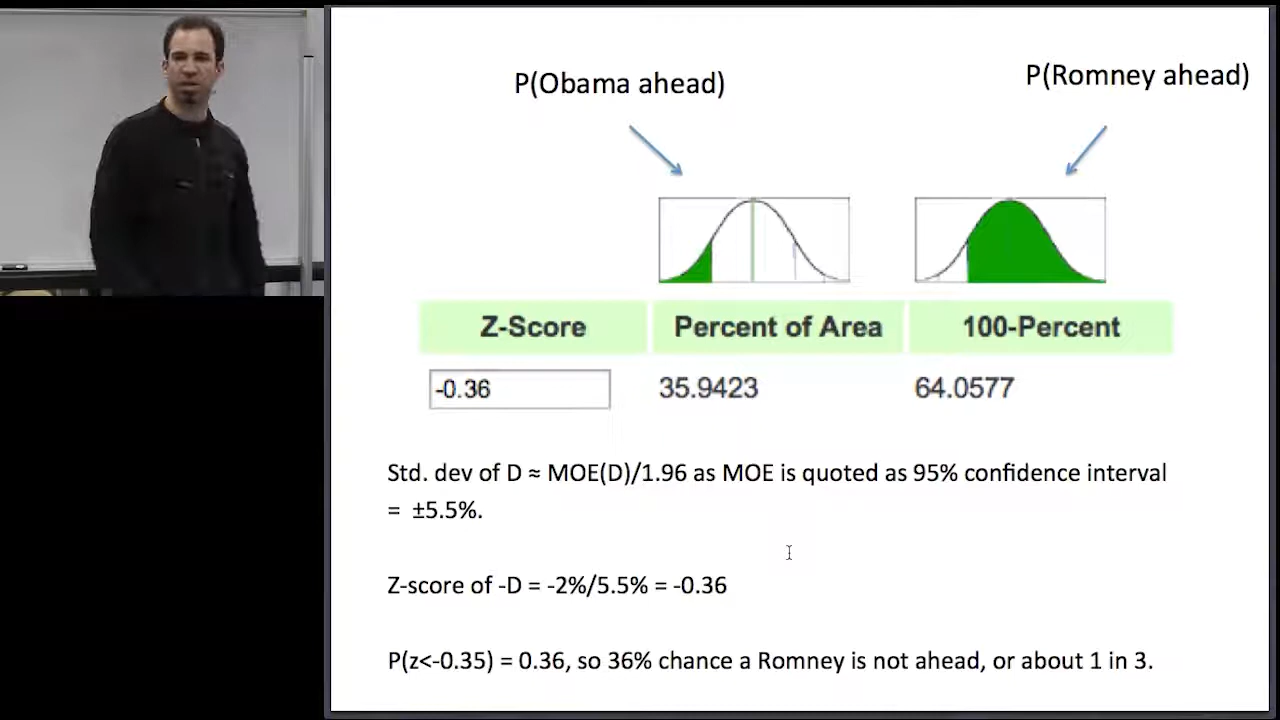 P(Obama ahead)
P(Romney ahead)
Z-Score
Percent of Area
100-Percent
-0.36
35.9423
64.0577
Std. dev of D ≈ MOE(D)/1.96 as MOE is quoted as 95% confidence interval
= ±5.5%.
Z-score of -D = -2%/5.5% = -0.36
P(z<-0.35) = 0.36, so 36% chance a Romney is not ahead, or about 1 in 3.